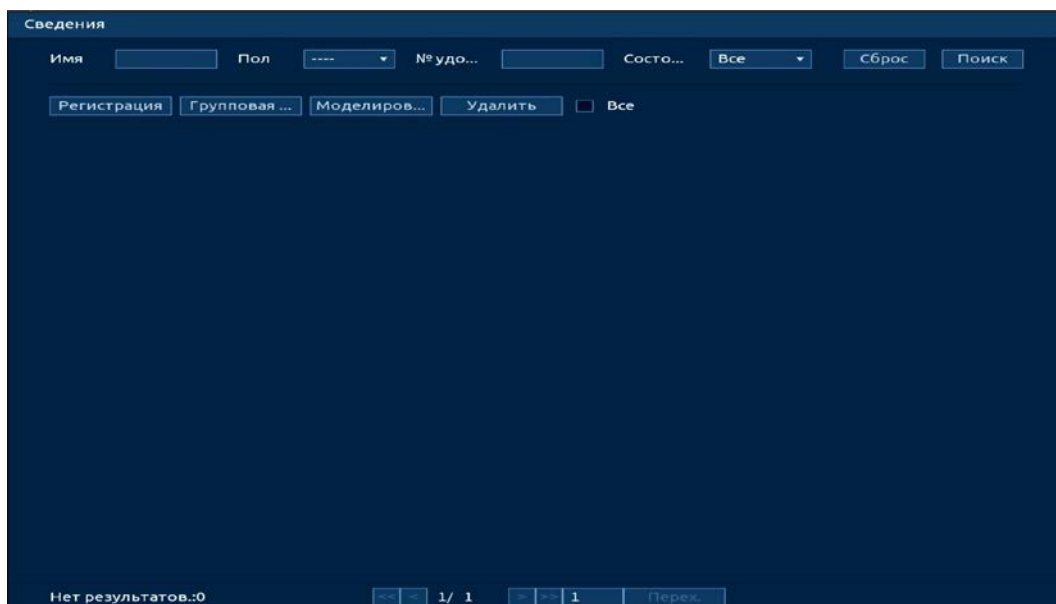 Сведения
Имя Пол ---- №удо... Состо... Все Сброс Поиск
Регистрация Групповая ... Моделиров... Удалить Все
Нет результатов.:0 << < 1/ 1 > >> 1 Перех.